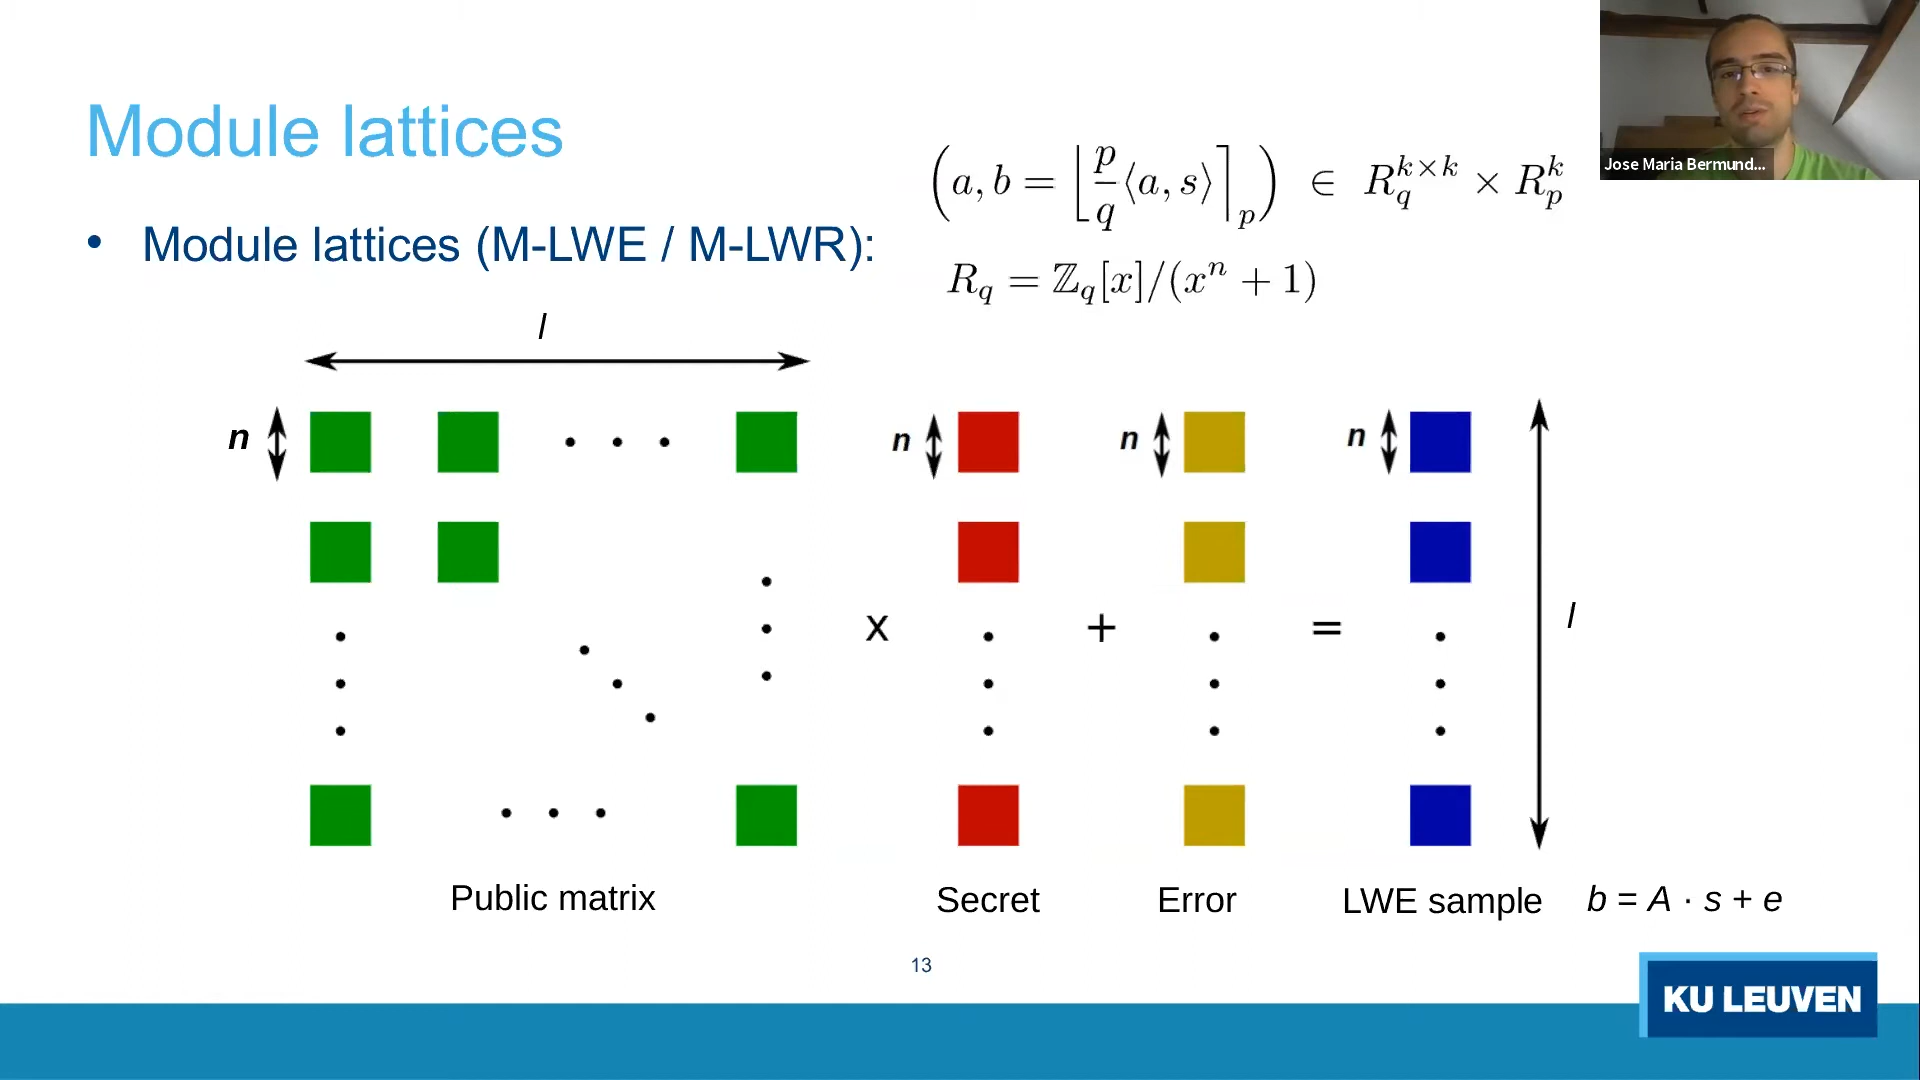 Jose Maria Bermund...
Module lattices
(a, b = ⌊p/q ⟨a, s⟩⌉_p) ∈ R_q^{k×k} × R_p^k
• Module lattices (M-LWE / M-LWR):
R_q = ℤ_q[x]/(x^n + 1)
l
n n n n
x + = l
Public matrix Secret Error LWE sample b = A · s + e
13
KU LEUVEN